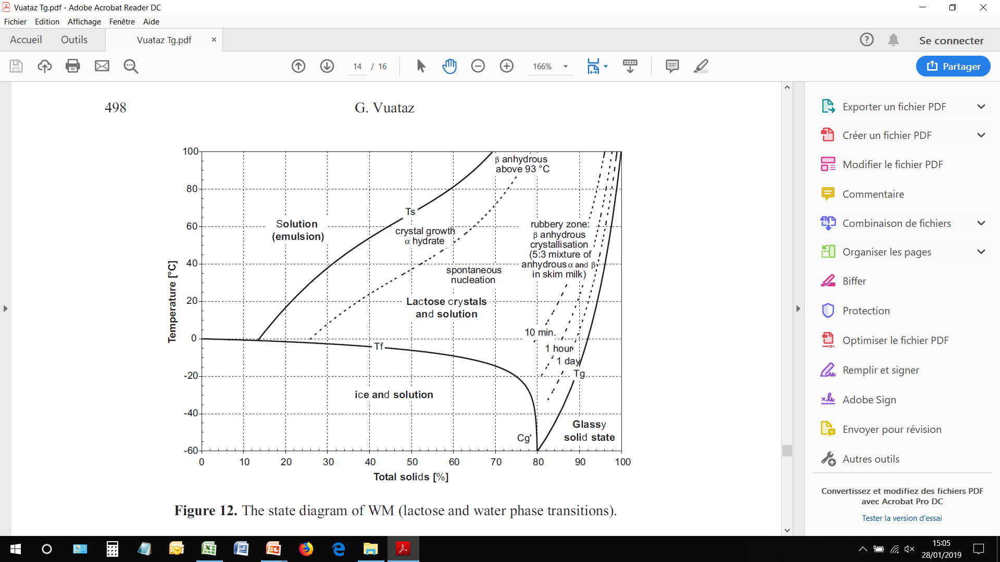 Vuataz Tg.pdf - Adobe Acrobat Reader DC
Fichier Edition Affichage Fenêtre Aide
Accueil Outils Vuataz Tg.pdf × Se connecter
14 / 16 166% Partager
498 G. Vuataz
100
80
60
40
20
0
-20
-40
-60
Temperature [°C]
β anhydrous
above 93 °C
Ts
Solution
(emulsion)
crystal growth
α hydrate
rubbery zone:
β anhydrous
crystallisation
(5:3 mixture of
anhydrous α and β
in skim milk)
spontaneous
nucleation
Lactose crystals
and solution
10 min.
1 hour
1 day
Tf
Tg
ice and solution
Glassy
solid state
Cg'
0 10 20 30 40 50 60 70 80 90 100
Total solids [%]
Figure 12. The state diagram of WM (lactose and water phase transitions).
Exporter un fichier PDF
Créer un fichier PDF
Modifier le fichier PDF
Commentaire
Combinaison de fichiers
Organiser les pages
Biffer
Protection
Optimiser le fichier PDF
Remplir et signer
Adobe Sign
Envoyer pour révision
Autres outils
Convertissez et modifiez des fichiers PDF
avec Acrobat Pro DC
Tester la version d'essai
15:05
28/01/2019